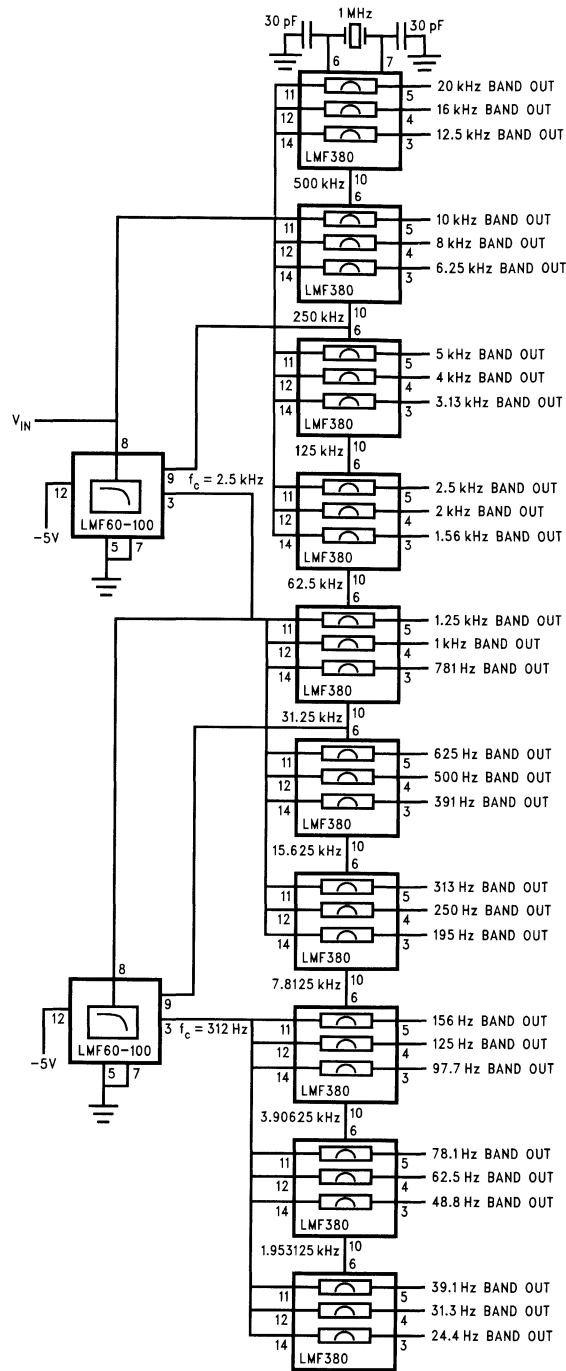 30 pF 1 MHz 30 pF
6 7
11 5 20 kHz BAND OUT
12 4 16 kHz BAND OUT
14 3 12.5 kHz BAND OUT
LMF380
500 kHz 10
6
11 5 10 kHz BAND OUT
12 4 8 kHz BAND OUT
14 3 6.25 kHz BAND OUT
LMF380
250 kHz 10
6
11 5 5 kHz BAND OUT
12 4 4 kHz BAND OUT
14 3 3.13 kHz BAND OUT
LMF380
VIN
125 kHz 10
6
8
12 9 fc = 2.5 kHz
3
-5V LMF60-100
5 7
11 5 2.5 kHz BAND OUT
12 4 2 kHz BAND OUT
14 3 1.56 kHz BAND OUT
LMF380
62.5 kHz 10
6
11 5 1.25 kHz BAND OUT
12 4 1 kHz BAND OUT
14 3 781 Hz BAND OUT
LMF380
31.25 kHz 10
6
11 5 625 Hz BAND OUT
12 4 500 Hz BAND OUT
14 3 391 Hz BAND OUT
LMF380
15.625 kHz 10
6
11 5 313 Hz BAND OUT
12 4 250 Hz BAND OUT
14 3 195 Hz BAND OUT
LMF380
7.8125 kHz 10
6
8
12 9
3 fc = 312 Hz
-5V LMF60-100
5 7
11 5 156 Hz BAND OUT
12 4 125 Hz BAND OUT
14 3 97.7 Hz BAND OUT
LMF380
3.90625 kHz 10
6
11 5 78.1 Hz BAND OUT
12 4 62.5 Hz BAND OUT
14 3 48.8 Hz BAND OUT
LMF380
1.953125 kHz 10
6
11 5 39.1 Hz BAND OUT
12 4 31.3 Hz BAND OUT
14 3 24.4 Hz BAND OUT
LMF380